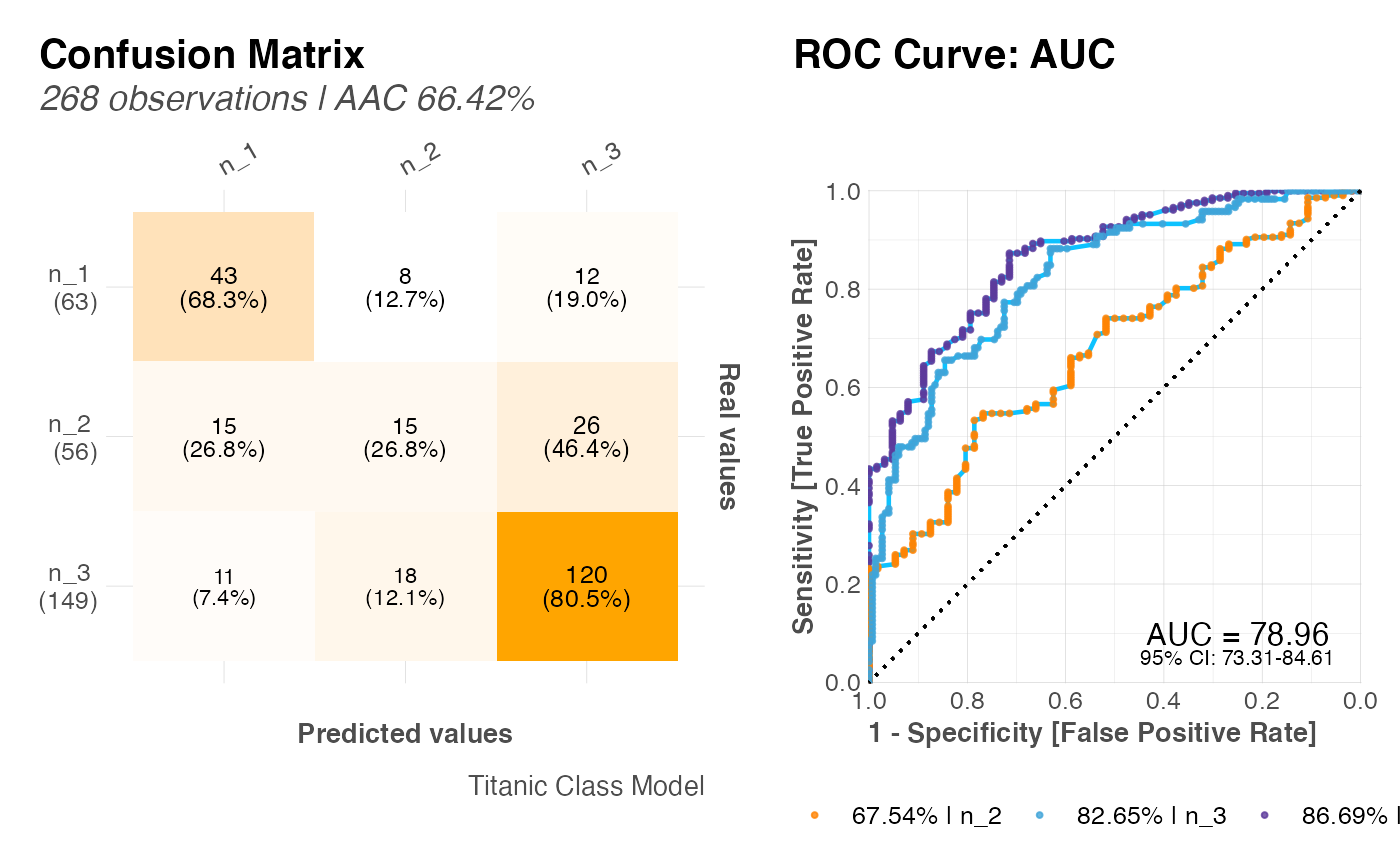 Confusion Matrix
268 observations | AAC 66.42%
n_1
n_2
n_3
n_1
(63)
43
(68.3%)
8
(12.7%)
12
(19.0%)
n_2
(56)
15
(26.8%)
15
(26.8%)
26
(46.4%)
n_3
(149)
11
(7.4%)
18
(12.1%)
120
(80.5%)
Real values
Predicted values
Titanic Class Model
ROC Curve: AUC
Sensitivity [True Positive Rate]
1.0
0.8
0.6
0.4
0.2
0.0
AUC = 78.96
95% CI: 73.31-84.61
1.0
0.8
0.6
0.4
0.2
0.0
1 - Specificity [False Positive Rate]
67.54% | n_2
82.65% | n_3
86.69% |